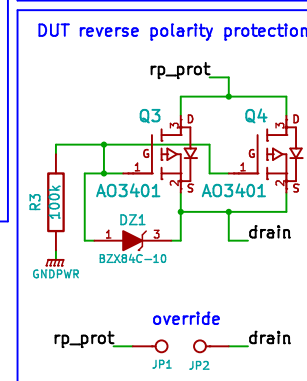 DUT reverse polarity protection
rp_prot
Q3
Q4
3
D
3
D
G
G
1
1
2
S
2
S
AO3401
AO3401
R3
100k
DZ1
1
3
BZX84C-10
drain
GNDPWR
override
rp_prot
drain
JP1
JP2